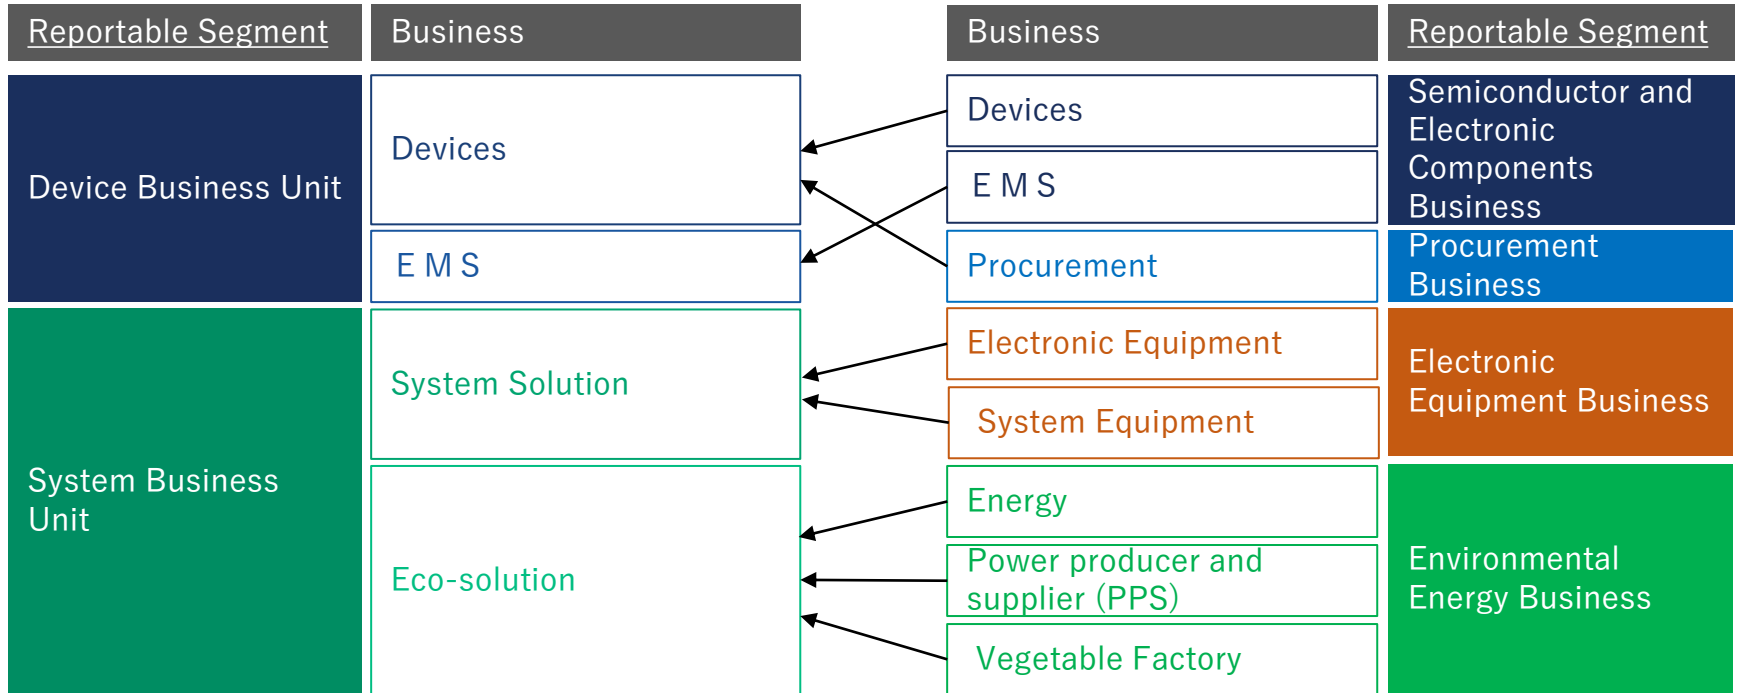 Reportable Segment
Business
Business
Reportable Segment
Device Business Unit
Devices
E M S
System Business
Unit
System Solution
Eco-solution
Devices
E M S
Procurement
Electronic Equipment
System Equipment
Energy
Power producer and
supplier (PPS)
Vegetable Factory
Semiconductor and
Electronic
Components
Business
Procurement
Business
Electronic
Equipment Business
Environmental
Energy Business